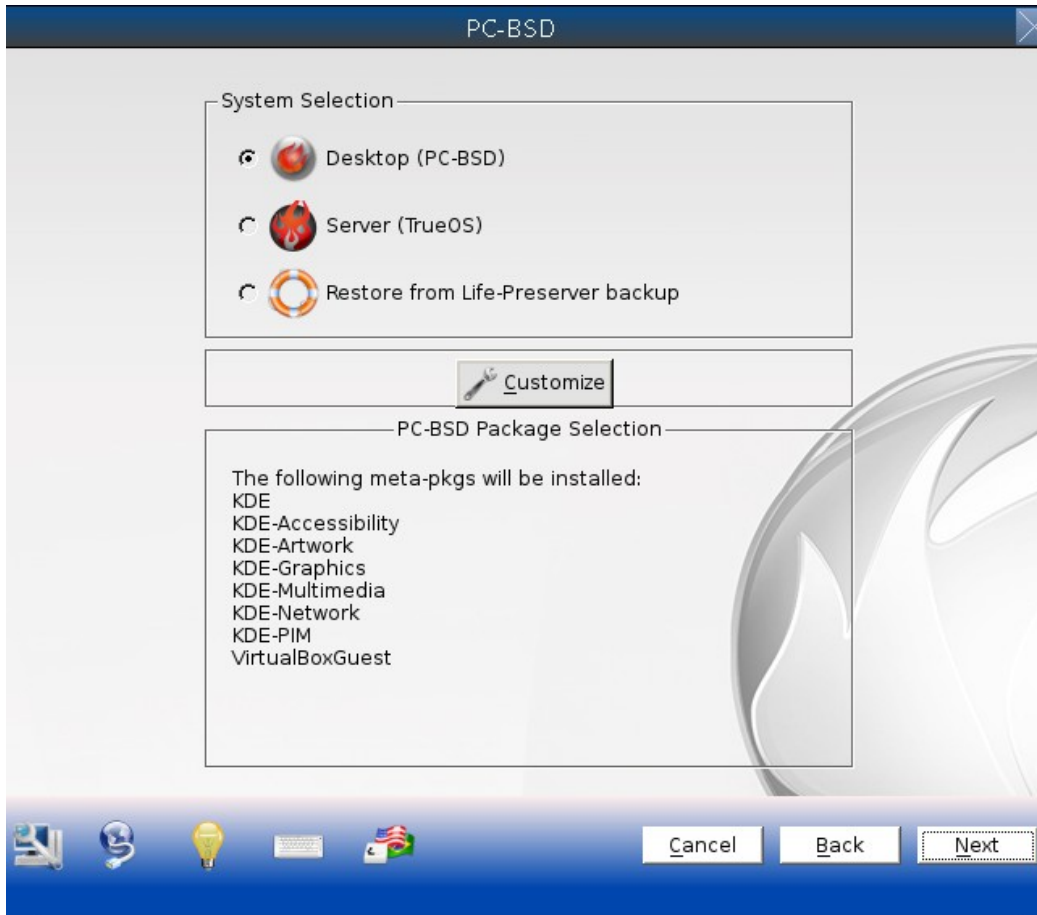 PC-BSD
System Selection
Desktop (PC-BSD)
Server (TrueOS)
Restore from Life-Preserver backup
Customize
PC-BSD Package Selection
The following meta-pkgs will be installed:
KDE
KDE-Accessibility
KDE-Artwork
KDE-Graphics
KDE-Multimedia
KDE-Network
KDE-PIM
VirtualBoxGuest
Cancel
Back
Next